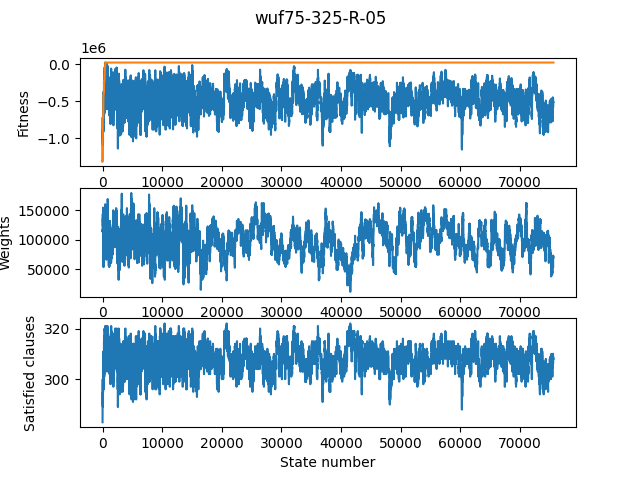 wuf75-325-R-05
1e6
0.0
−0.5
−1.0
Fitness
0 10000 20000 30000 40000 50000 60000 70000
150000
100000
50000
Weights
0 10000 20000 30000 40000 50000 60000 70000
320
300
Satisfied clauses
0 10000 20000 30000 40000 50000 60000 70000
State number